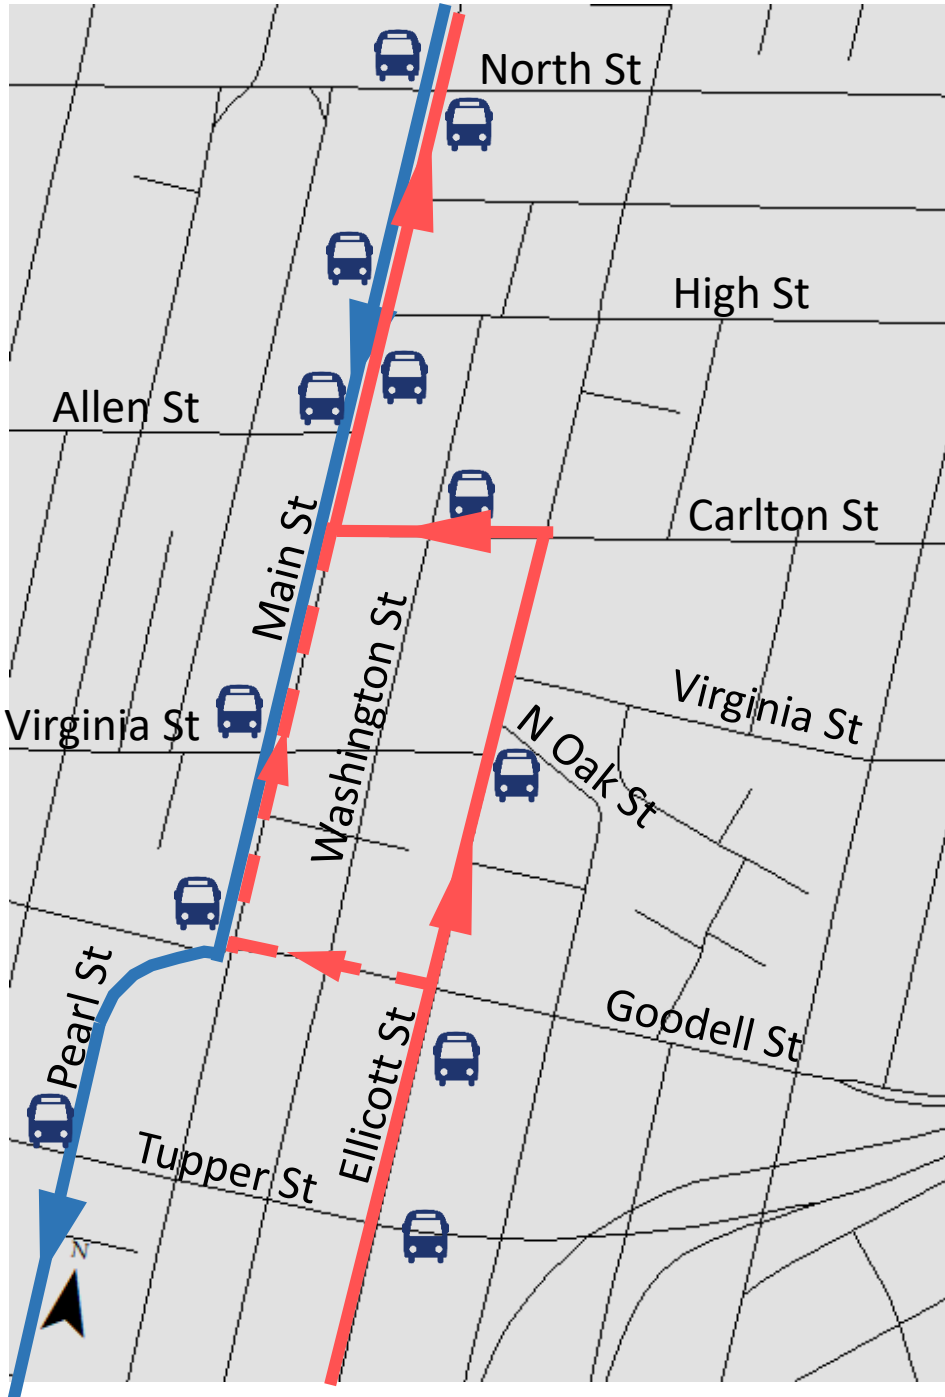 North St
High St
Allen St
Carlton St
Main St
Washington St
Virginia St
Virginia St
N Oak St
Pearl St
Goodell St
Ellicott St
Tupper St
N